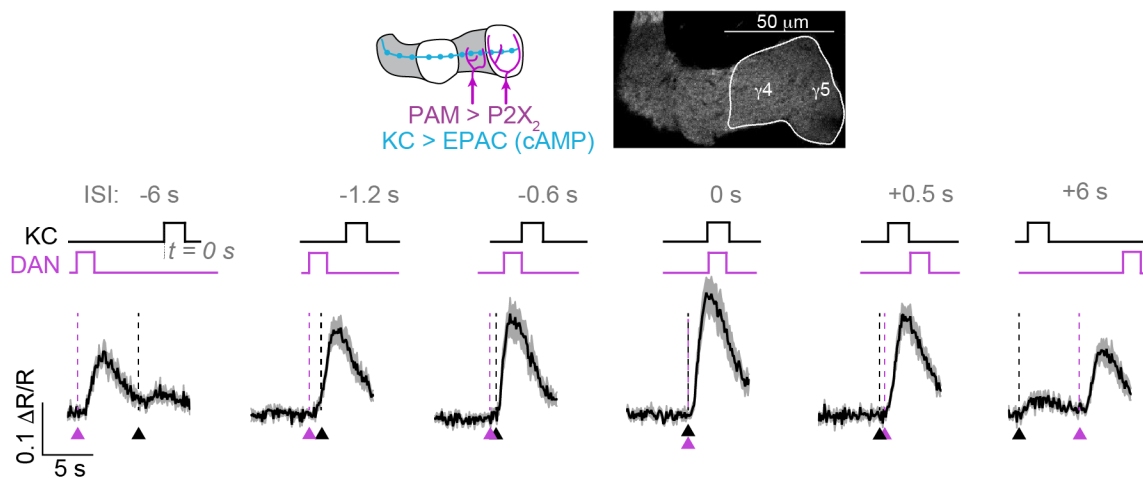 50 μm
γ4
γ5
PAM > P2X₂
KC > EPAC (cAMP)
ISI: -6 s -1.2 s -0.6 s 0 s +0.5 s +6 s
KC
t = 0 s
DAN
0.1 ΔR/R
5 s